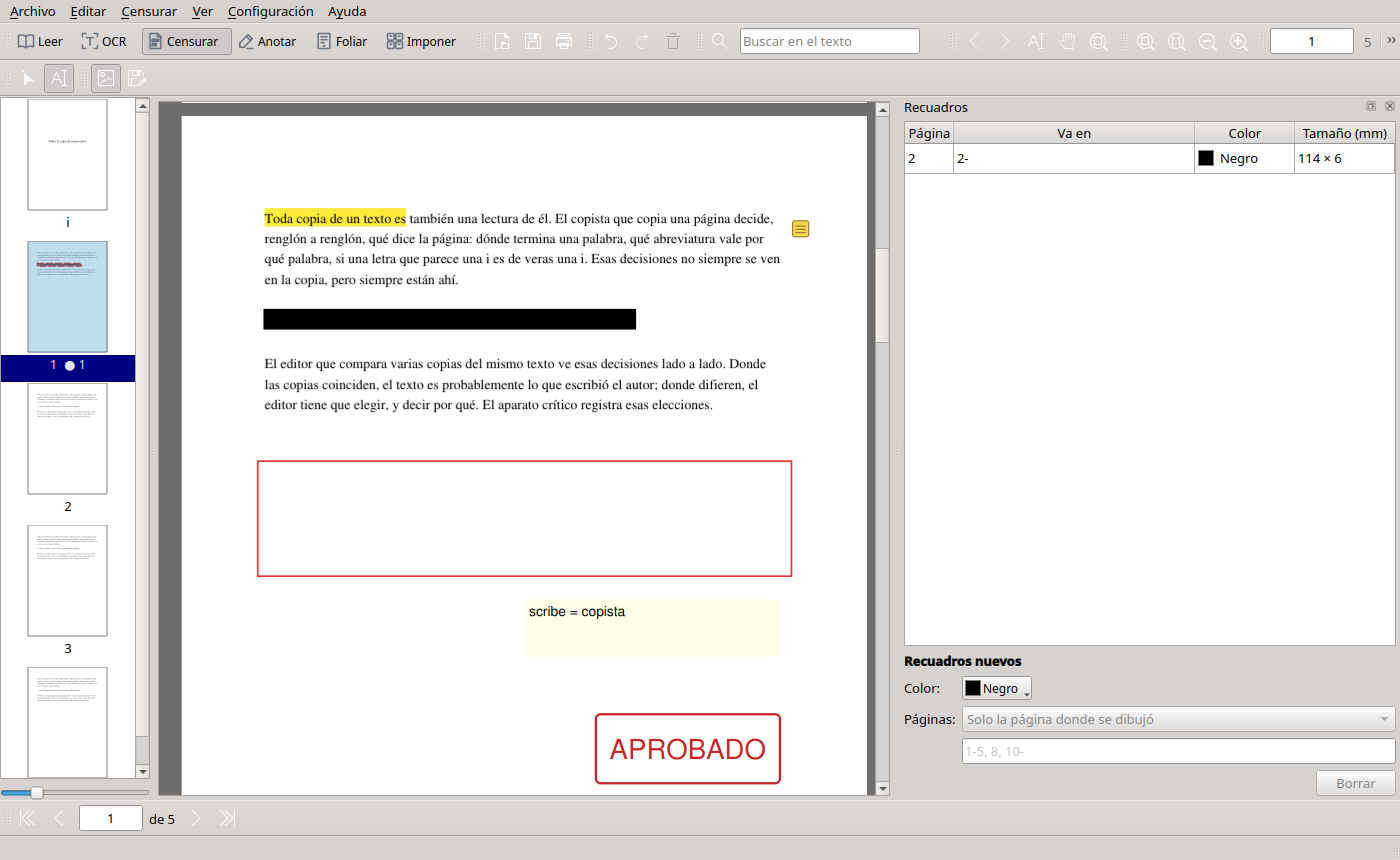 Archivo Editar Censurar Ver Configuración Ayuda
Leer OCR Censurar Anotar Foliar Imponer Buscar en el texto 1 5 »
i
1 1
2
3
Toda copia de un texto es también una lectura de él. El copista que copia una página decide,
renglón a renglón, qué dice la página: dónde termina una palabra, qué abreviatura vale por
qué palabra, si una letra que parece una i es de veras una i. Esas decisiones no siempre se ven
en la copia, pero siempre están ahí.
El editor que compara varias copias del mismo texto ve esas decisiones lado a lado. Donde
las copias coinciden, el texto es probablemente lo que escribió el autor; donde difieren, el
editor tiene que elegir, y decir por qué. El aparato crítico registra esas elecciones.
scribe = copista
APROBADO
Recuadros
Página Va en Color Tamaño (mm)
2 2- Negro 114 × 6
Recuadros nuevos
Color: Negro
Páginas: Solo la página donde se dibujó
1-5, 8, 10-
Borrar
1 de 5